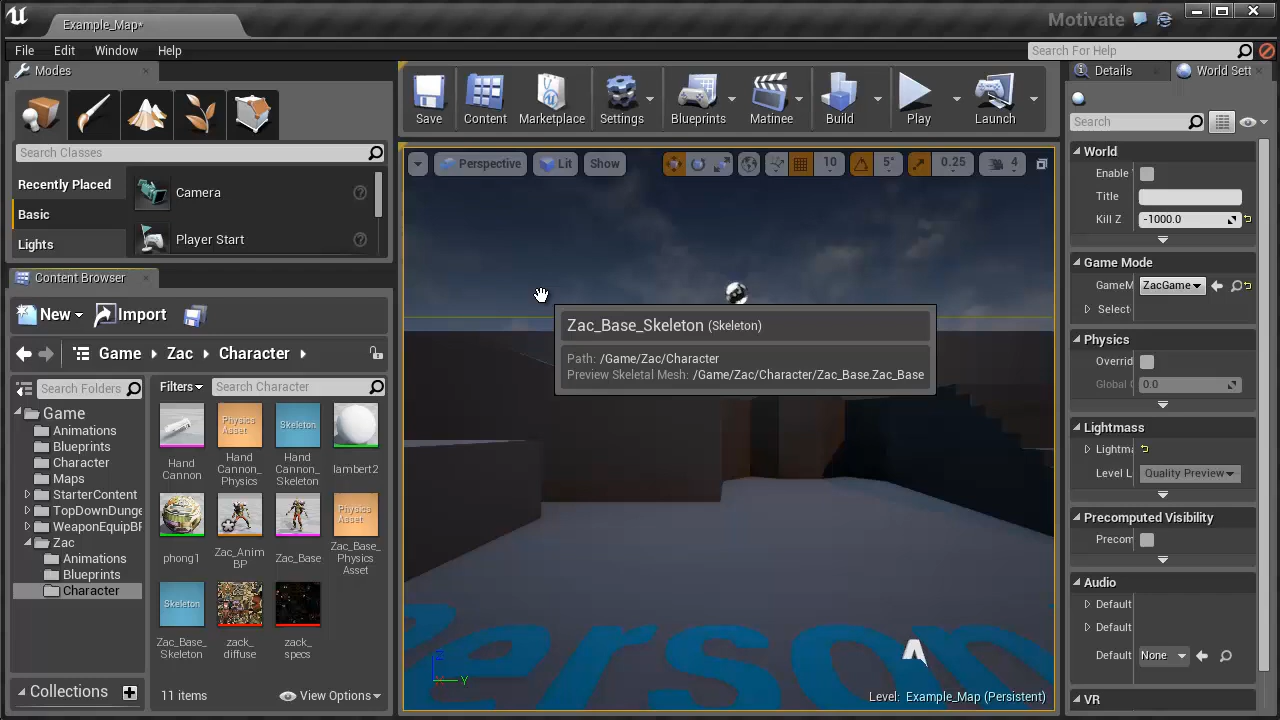 Example_Map*
Motivate
File Edit Window Help
Search For Help
Modes
Search Classes
Recently Placed
Basic
Lights
Camera
Player Start
Content Browser
New Import
Game Zac Character
Search Folders
Filters
Search Character
Game
Animations
Blueprints
Character
Maps
StarterContent
TopDownDunge
WeaponEquipBP
Zac
Animations
Blueprints
Character
Collections
Hand
Cannon
Physics
Asset
Hand
Cannon_
Physics
Skeleton
Hand
Cannon_
Skeleton
lambert2
phong1
Zac_Anim
BP
Zac_Base
Physics
Asset
Zac_Base_
Physics
Asset
Skeleton
Zac_Base_
Skeleton
zack_
diffuse
zack_
specs
11 items
View Options
Save Content Marketplace Settings Blueprints Matinee Build Play Launch
Perspective Lit Show 10 5° 0.25 4
Zac_Base_Skeleton (Skeleton)
Path: /Game/Zac/Character
Preview Skeletal Mesh: /Game/Zac/Character/Zac_Base.Zac_Base
Person
Z
X Y
Level: Example_Map (Persistent)
Details World Sett
Search
World
Enable
Title
Kill Z -1000.0
Game Mode
GameM ZacGame
Select
Physics
Overrid
Global 0.0
Lightmass
Lightma
Level L Quality Preview
Precomputed Visibility
Precom
Audio
Default
Default
Default None
VR